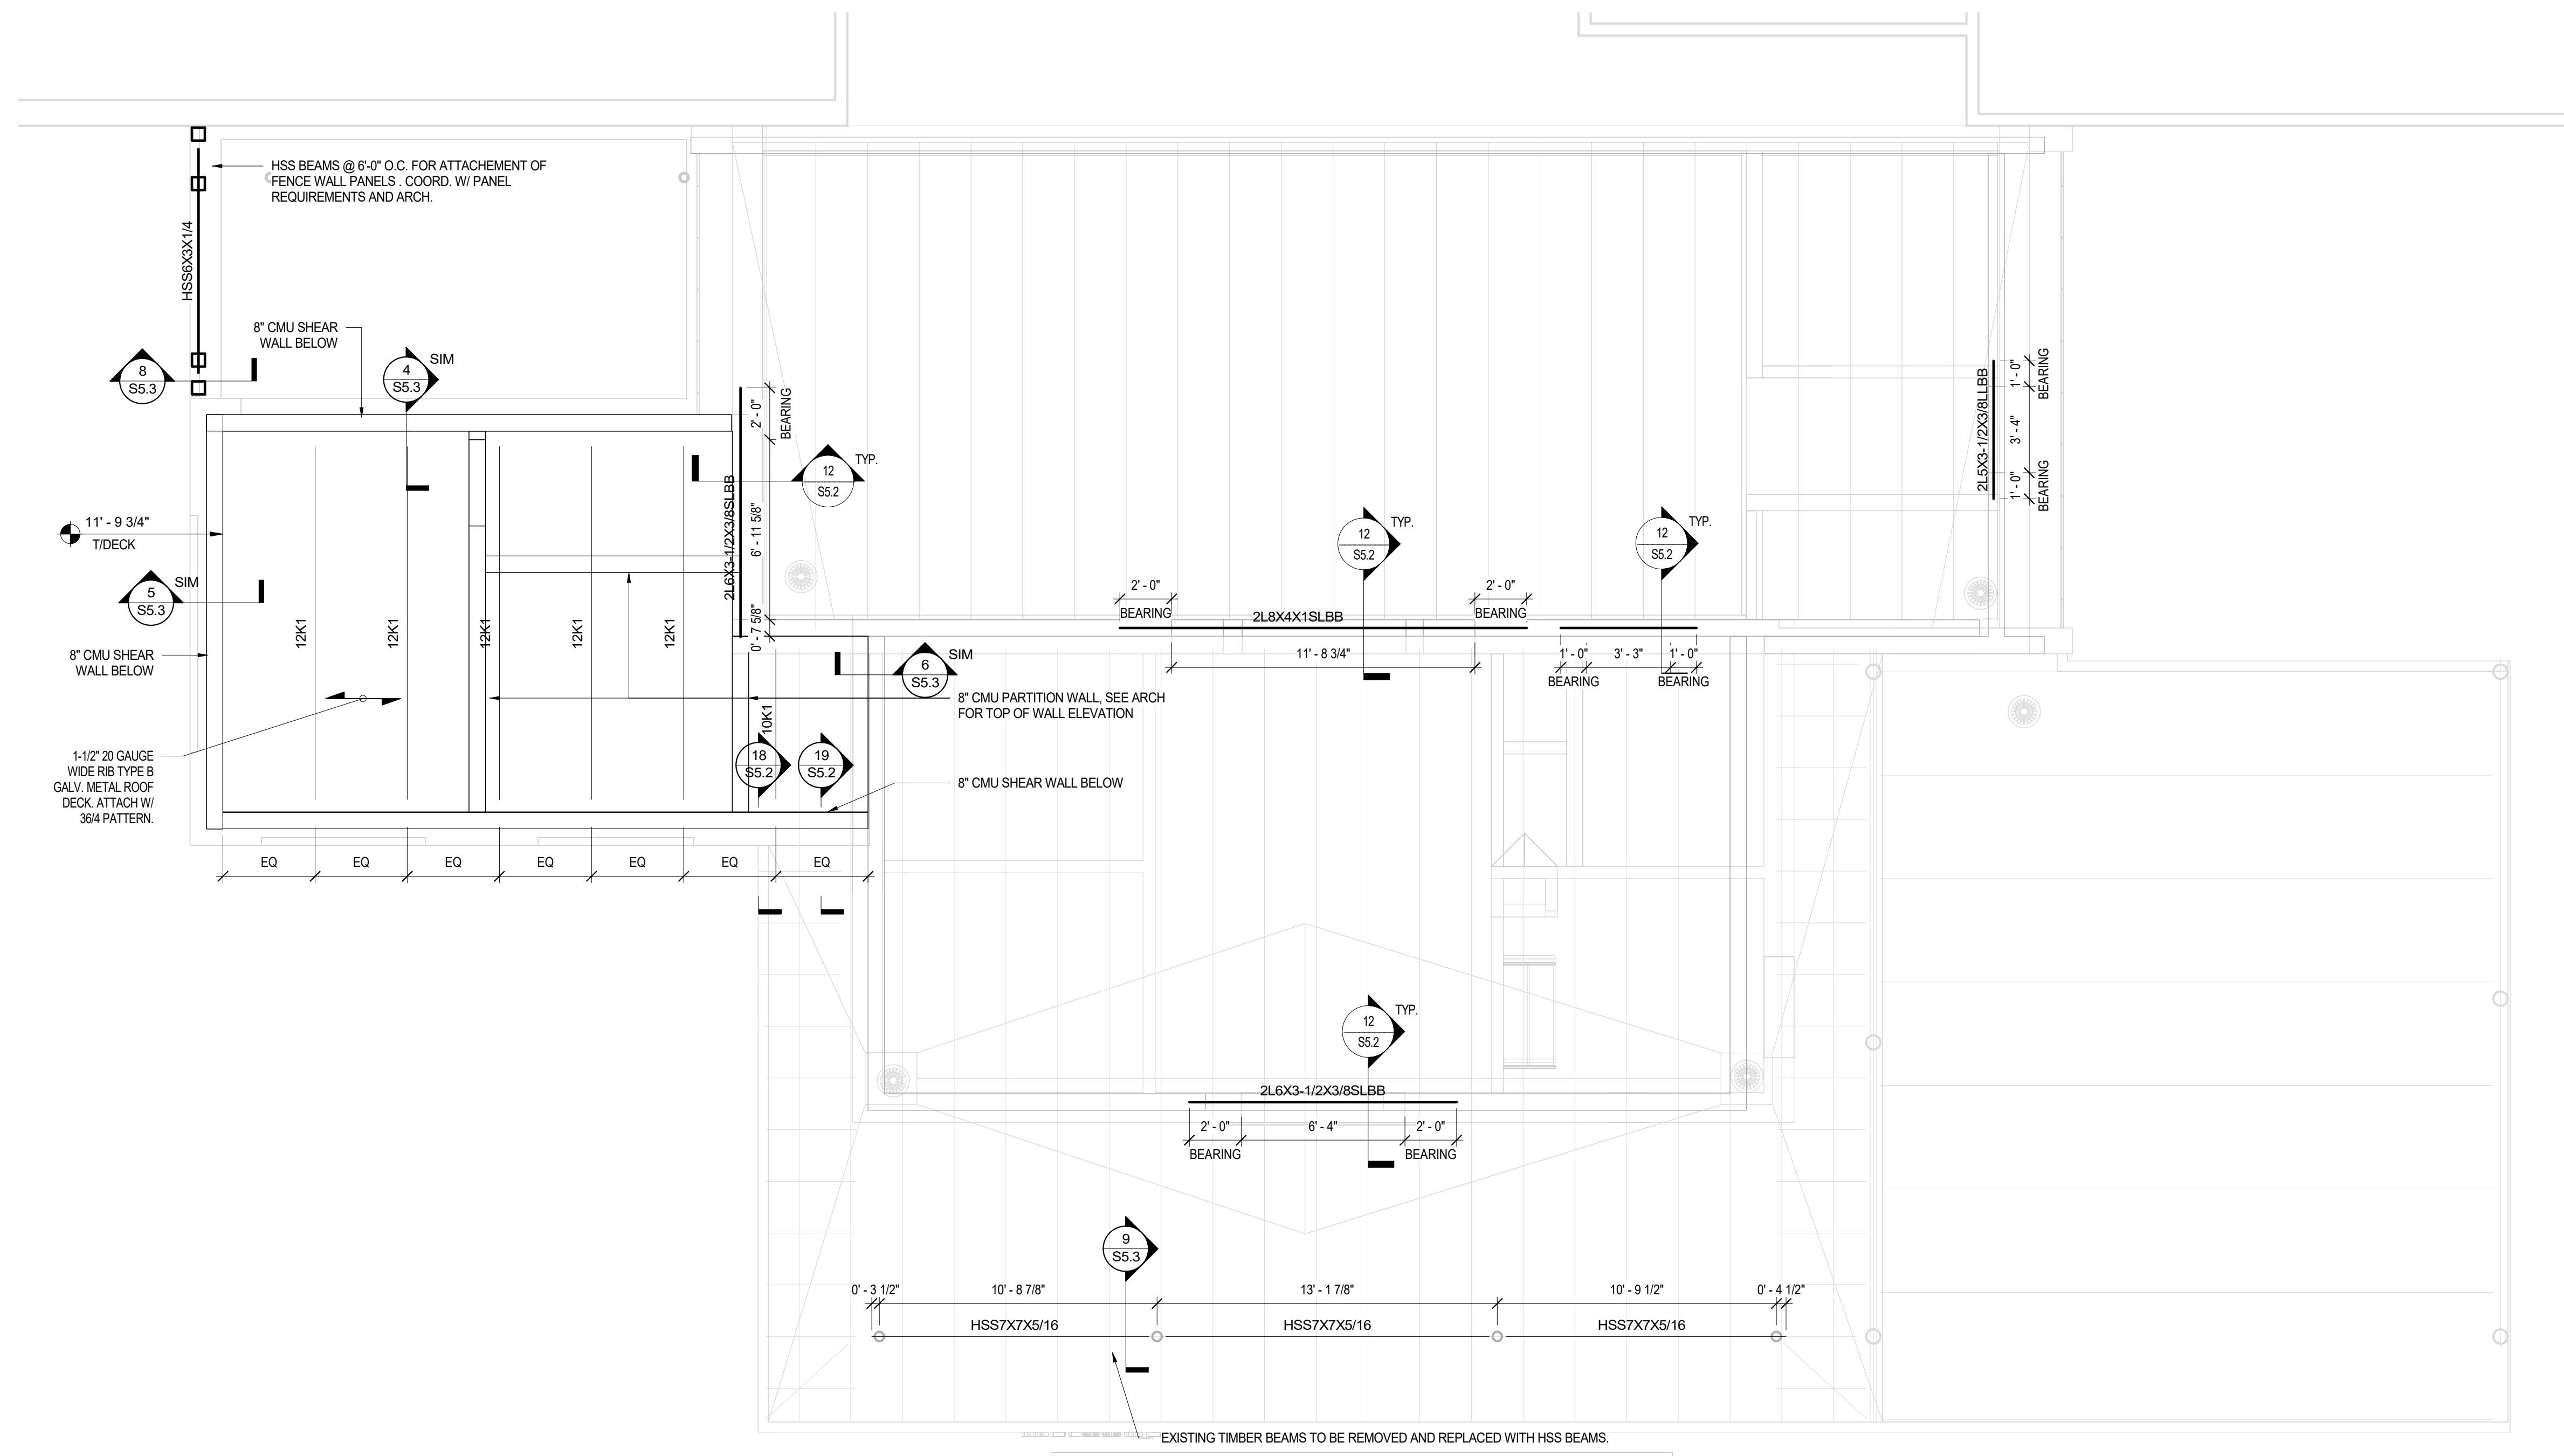 HSS BEAMS @ 6'-0" O.C. FOR ATTACHEMENT OF
FENCE WALL PANELS . COORD. W/ PANEL
REQUIREMENTS AND ARCH.
HSS6X3X1/4
8" CMU SHEAR
WALL BELOW
8
S5.3
4
S5.3
SIM
2' - 0"
BEARING
12
S5.2
TYP.
2L6X3-1/2X3/8SLBB
6' - 11 5/8"
0' - 7 5/8"
11' - 9 3/4"
T/DECK
5
S5.3
SIM
12K1
12K1
12K1
12K1
12K1
8" CMU SHEAR
WALL BELOW
6
S5.3
SIM
8" CMU PARTITION WALL, SEE ARCH
FOR TOP OF WALL ELEVATION
10K1
18
S5.2
19
S5.2
8" CMU SHEAR WALL BELOW
1-1/2" 20 GAUGE
WIDE RIB TYPE B
GALV. METAL ROOF
DECK. ATTACH W/
36/4 PATTERN.
EQ
EQ
EQ
EQ
EQ
EQ
EQ
12
S5.2
TYP.
12
S5.2
TYP.
2' - 0"
BEARING
2' - 0"
BEARING
2L8X4X1SLBB
11' - 8 3/4"
1' - 0"
3' - 3"
1' - 0"
BEARING
BEARING
2L5X3-1/2X3/8LLBB
1' - 0"
BEARING
3' - 4"
1' - 0"
BEARING
12
S5.2
TYP.
2L6X3-1/2X3/8SLBB
2' - 0"
6' - 4"
2' - 0"
BEARING
BEARING
9
S5.3
0' - 3 1/2"
10' - 8 7/8"
13' - 1 7/8"
10' - 9 1/2"
0' - 4 1/2"
HSS7X7X5/16
HSS7X7X5/16
HSS7X7X5/16
EXISTING TIMBER BEAMS TO BE REMOVED AND REPLACED WITH HSS BEAMS.